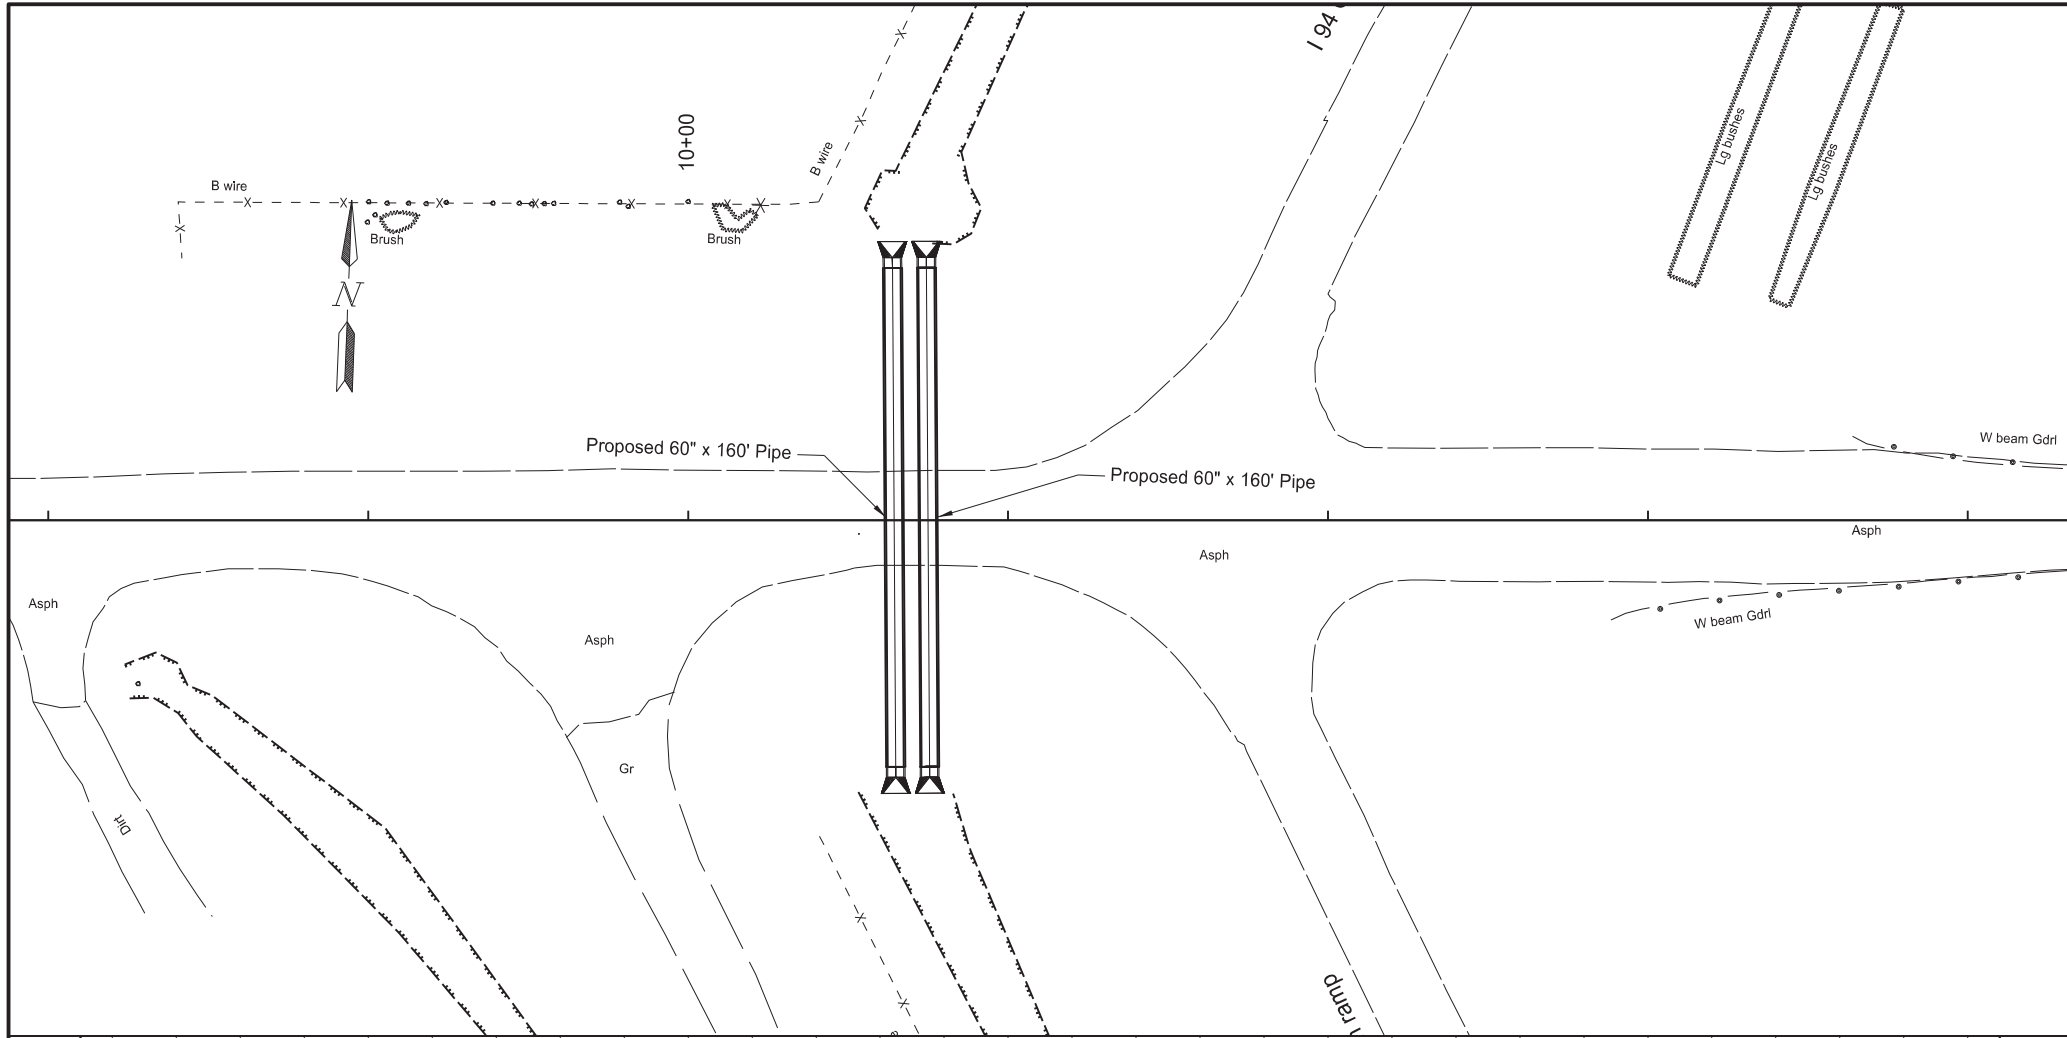 I 94
10+00
B wire
B wire
Lg bushes
Lg bushes
Brush
Brush
N
W beam Gdrl
Proposed 60" x 160' Pipe
Proposed 60" x 160' Pipe
Asph
Asph
Asph
Asph
W beam Gdrl
Gr
Dirt
ramp